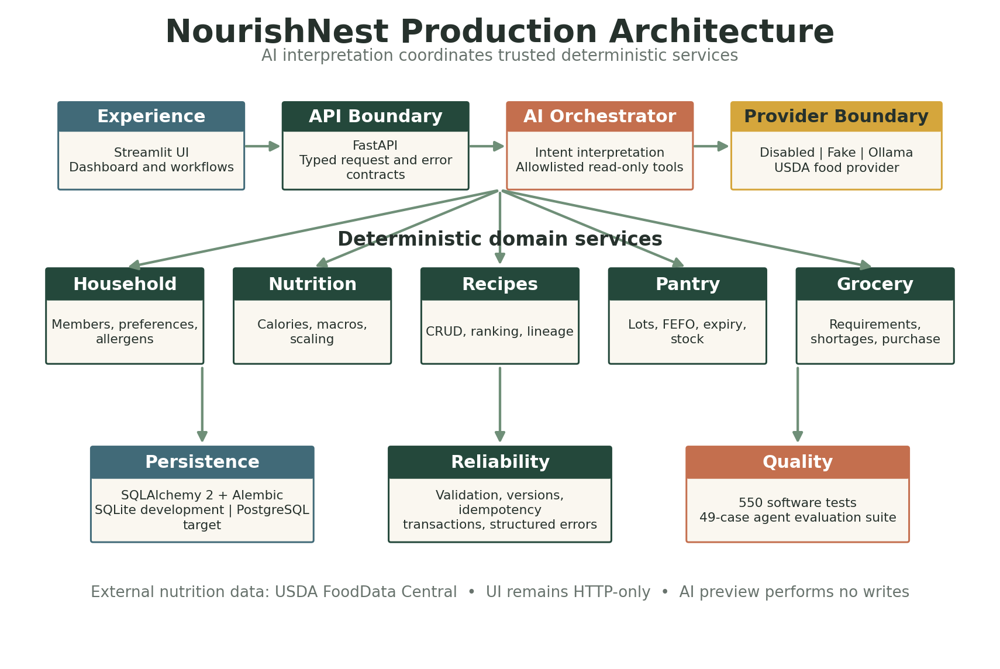 NourishNest Production Architecture
AI interpretation coordinates trusted deterministic services
Experience
Streamlit UI
Dashboard and workflows
API Boundary
FastAPI
Typed request and error
contracts
AI Orchestrator
Intent interpretation
Allowlisted read-only tools
Provider Boundary
Disabled | Fake | Ollama
USDA food provider
Deterministic domain services
Household
Members, preferences,
allergens
Nutrition
Calories, macros,
scaling
Recipes
CRUD, ranking, lineage
Pantry
Lots, FEFO, expiry,
stock
Grocery
Requirements,
shortages, purchase
Persistence
SQLAlchemy 2 + Alembic
SQLite development | PostgreSQL
target
Reliability
Validation, versions,
idempotency
transactions, structured errors
Quality
550 software tests
49-case agent evaluation suite
External nutrition data: USDA FoodData Central • UI remains HTTP-only • AI preview performs no writes